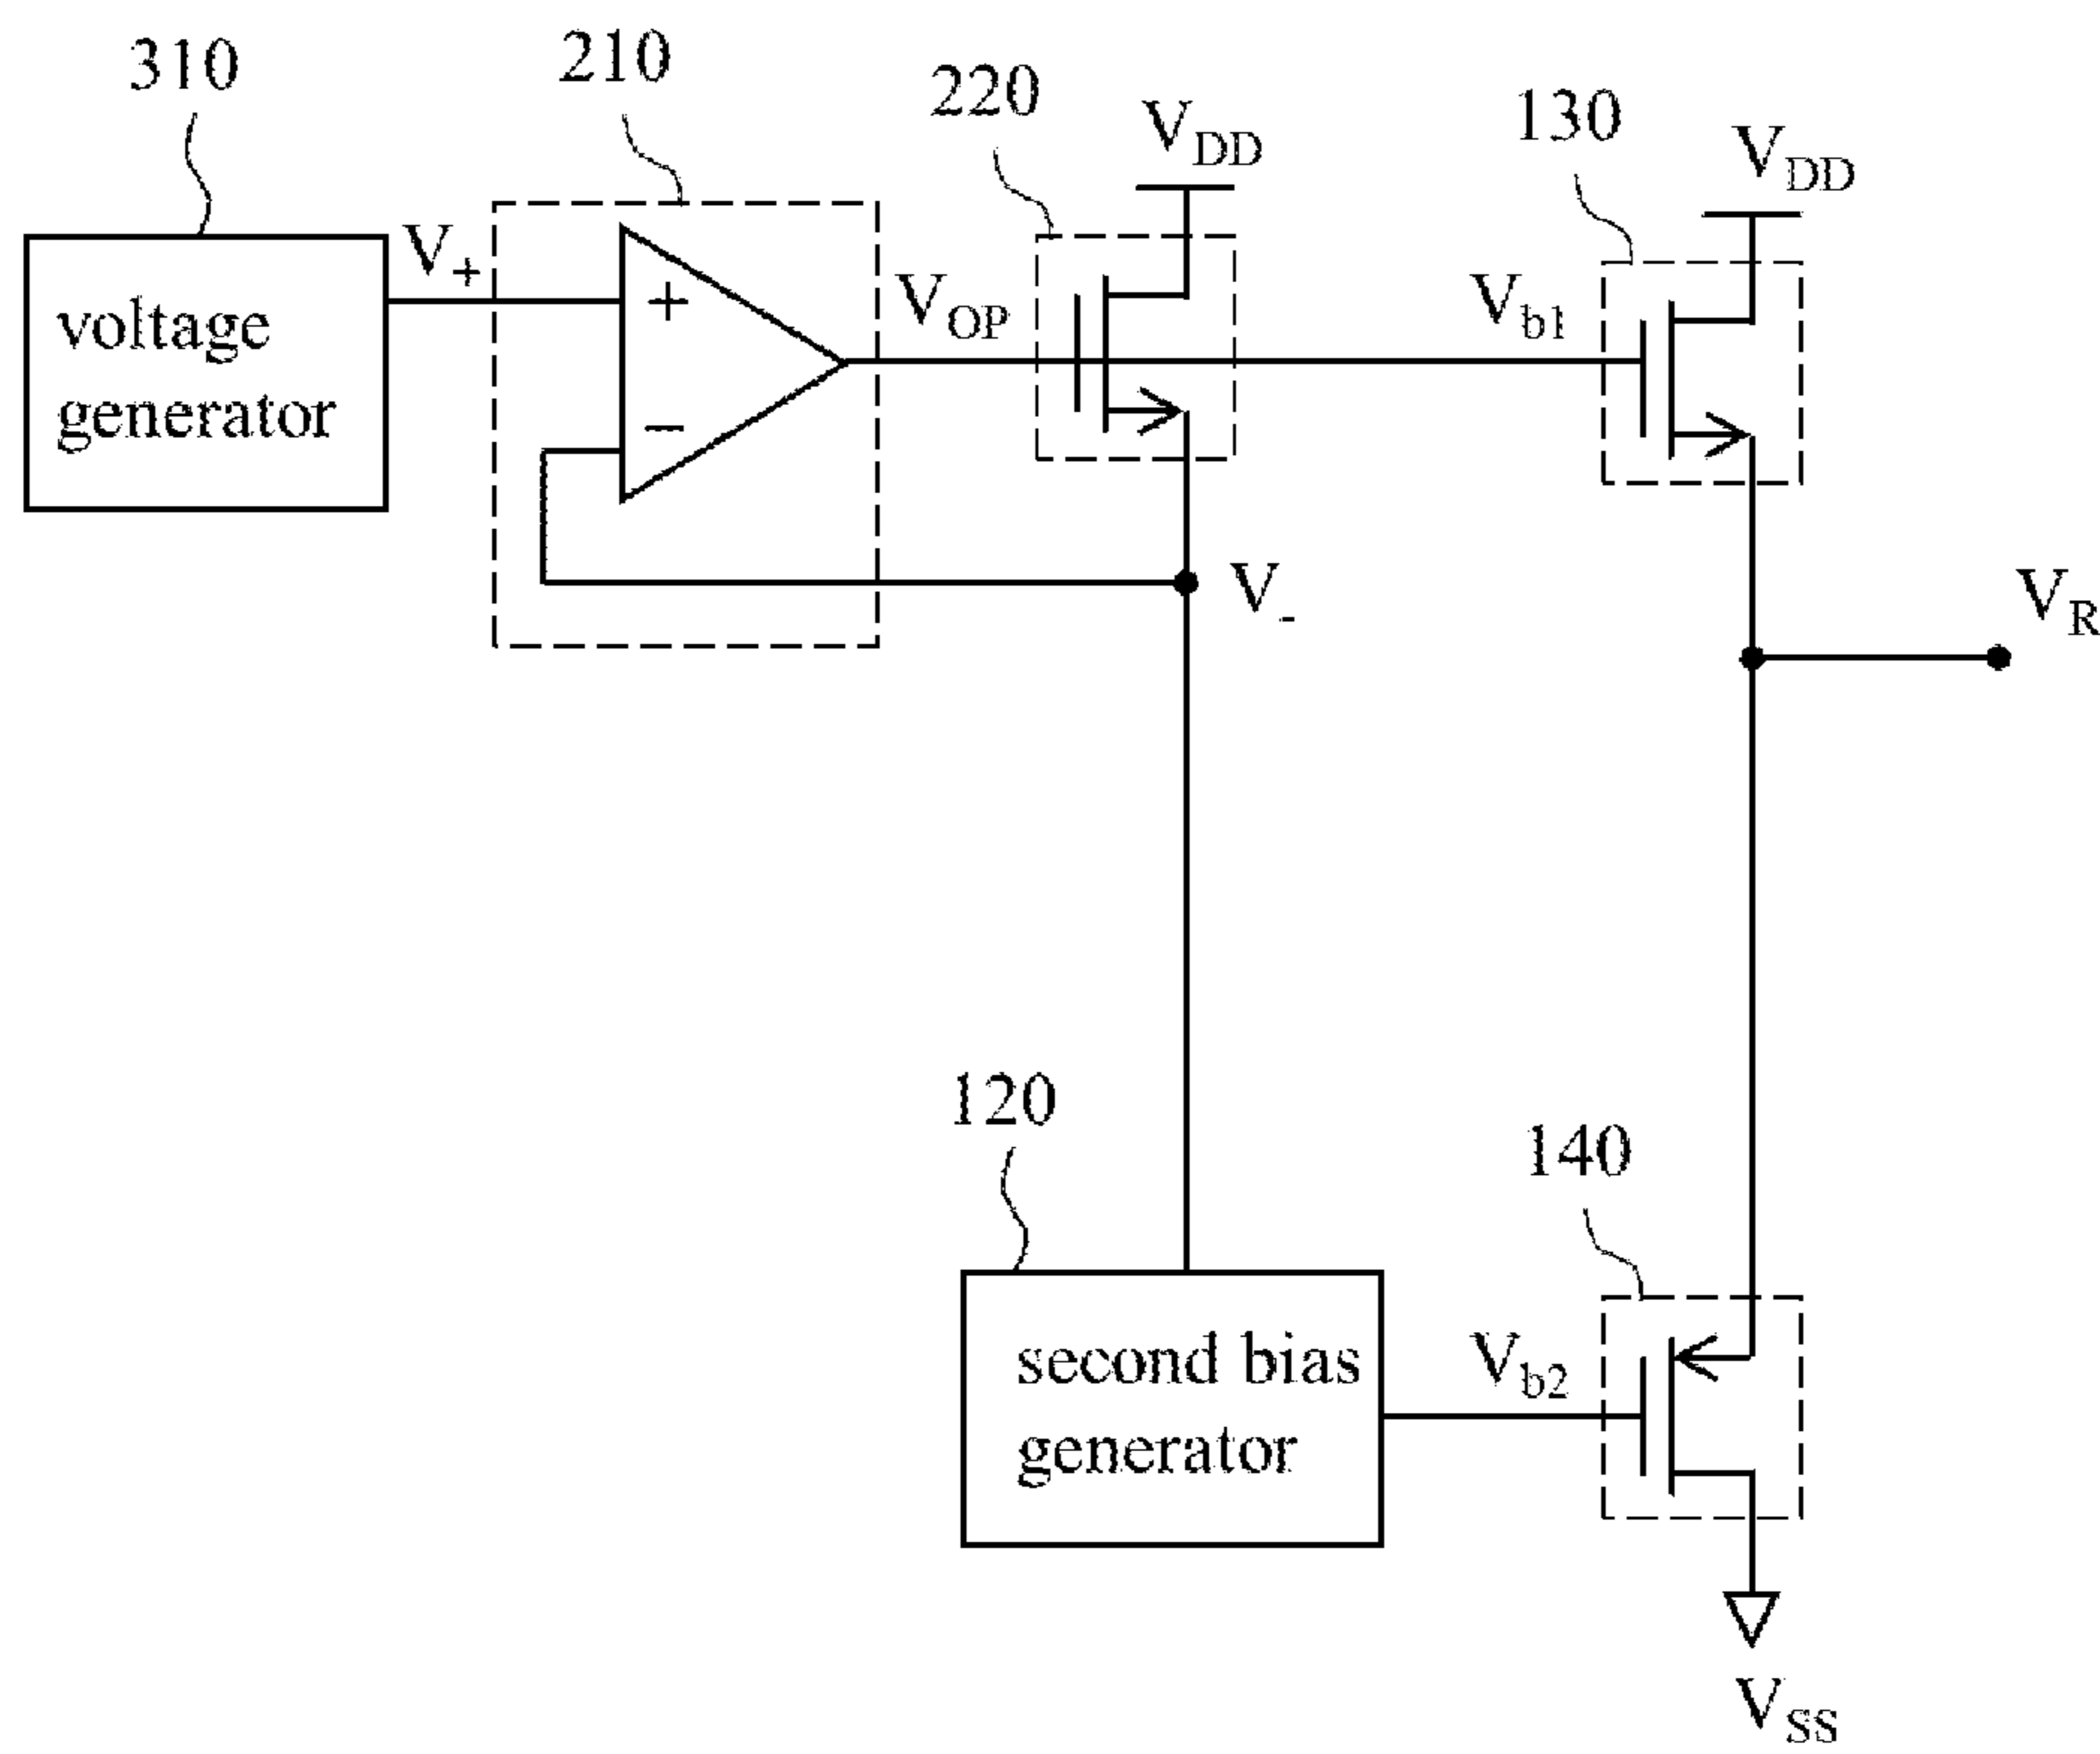 310
210
220
V_DD
130
V_DD
V_+
+
V_OP
V_b1
voltage
generator
−
V_-
V_R
120
140
second bias
generator
V_b2
V_SS